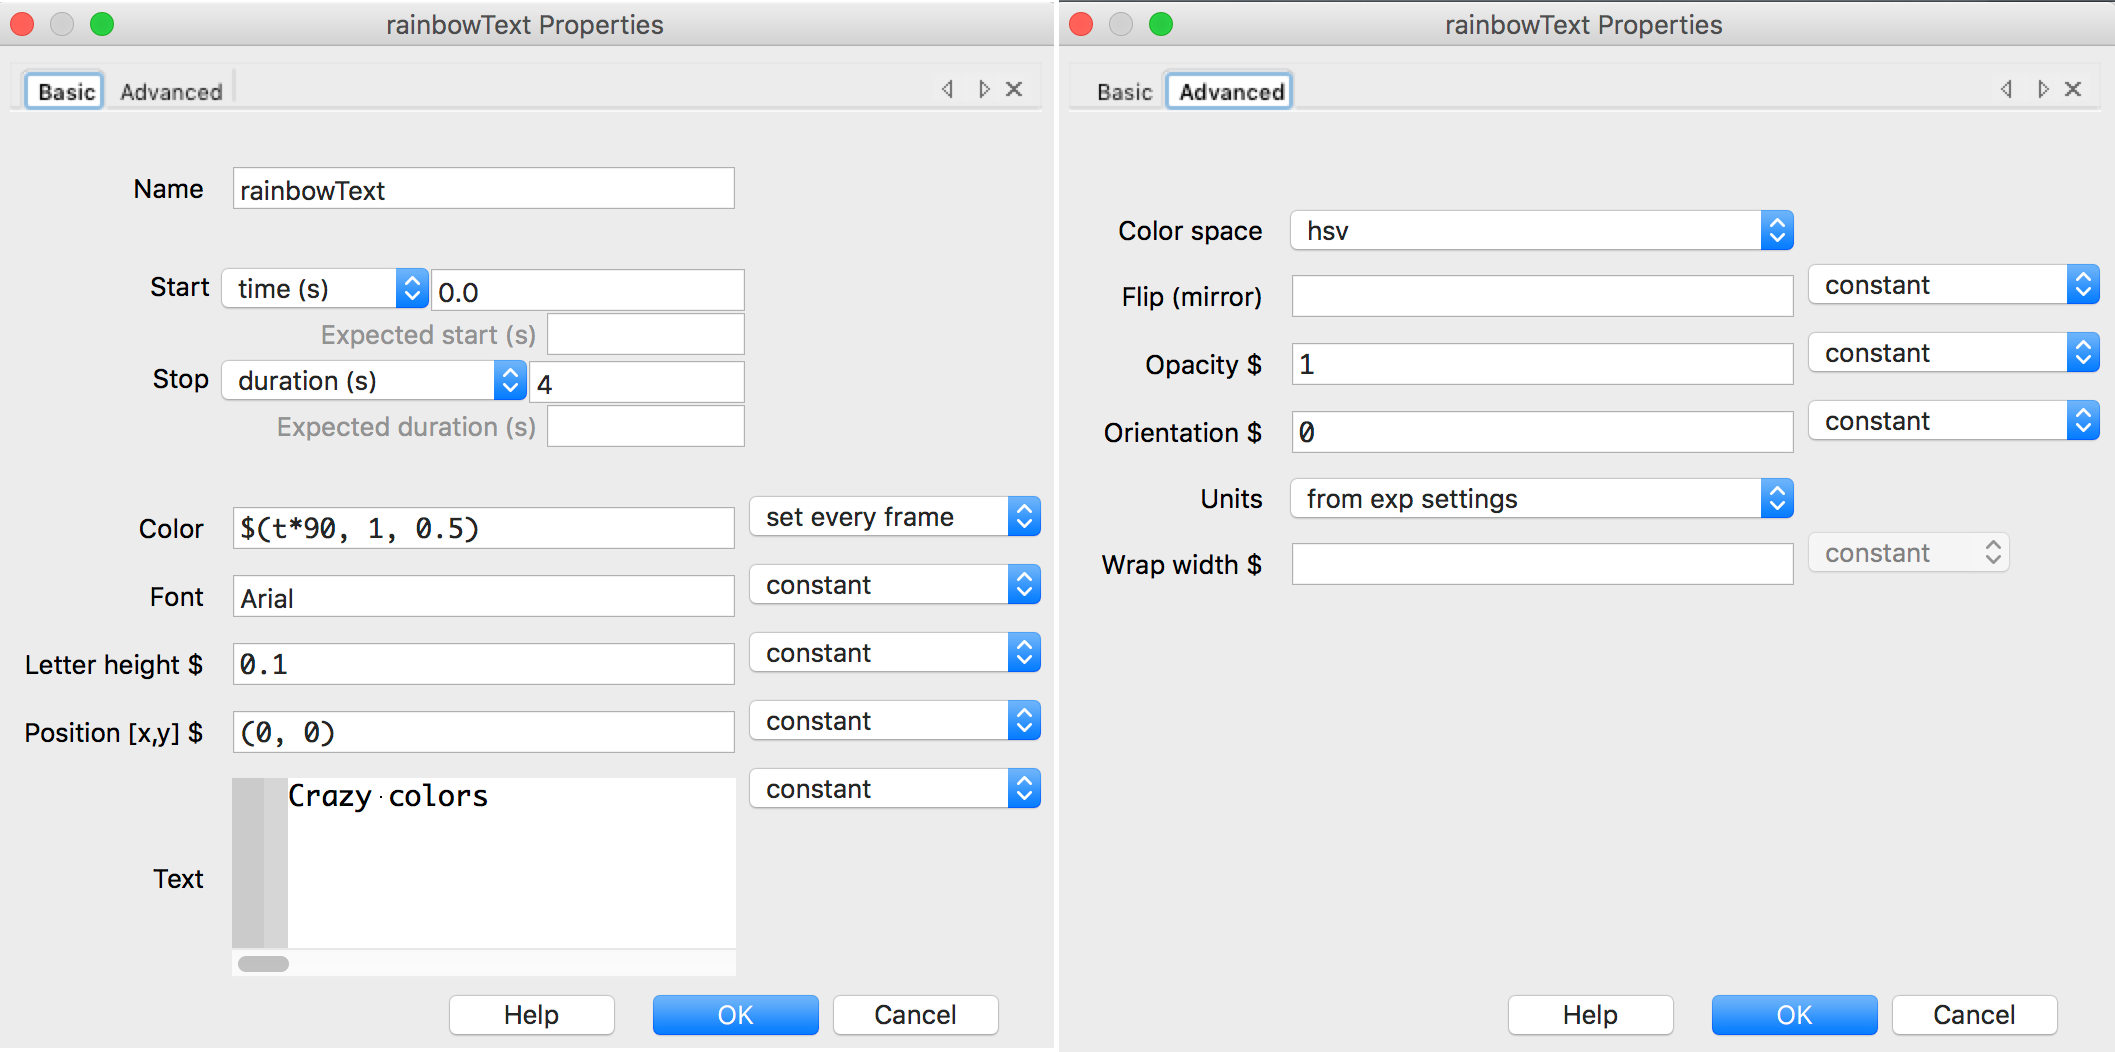 rainbowText Properties
Basic Advanced
Name rainbowText
Start time (s) 0.0
Expected start (s)
Stop duration (s) 4
Expected duration (s)
Color $(t*90, 1, 0.5) set every frame
Font Arial constant
Letter height $ 0.1 constant
Position [x,y] $ (0, 0) constant
Text Crazy·colors constant
Help OK Cancel
rainbowText Properties
Basic Advanced
Color space hsv
Flip (mirror) constant
Opacity $ 1 constant
Orientation $ 0 constant
Units from exp settings
Wrap width $ constant
Help OK Cancel